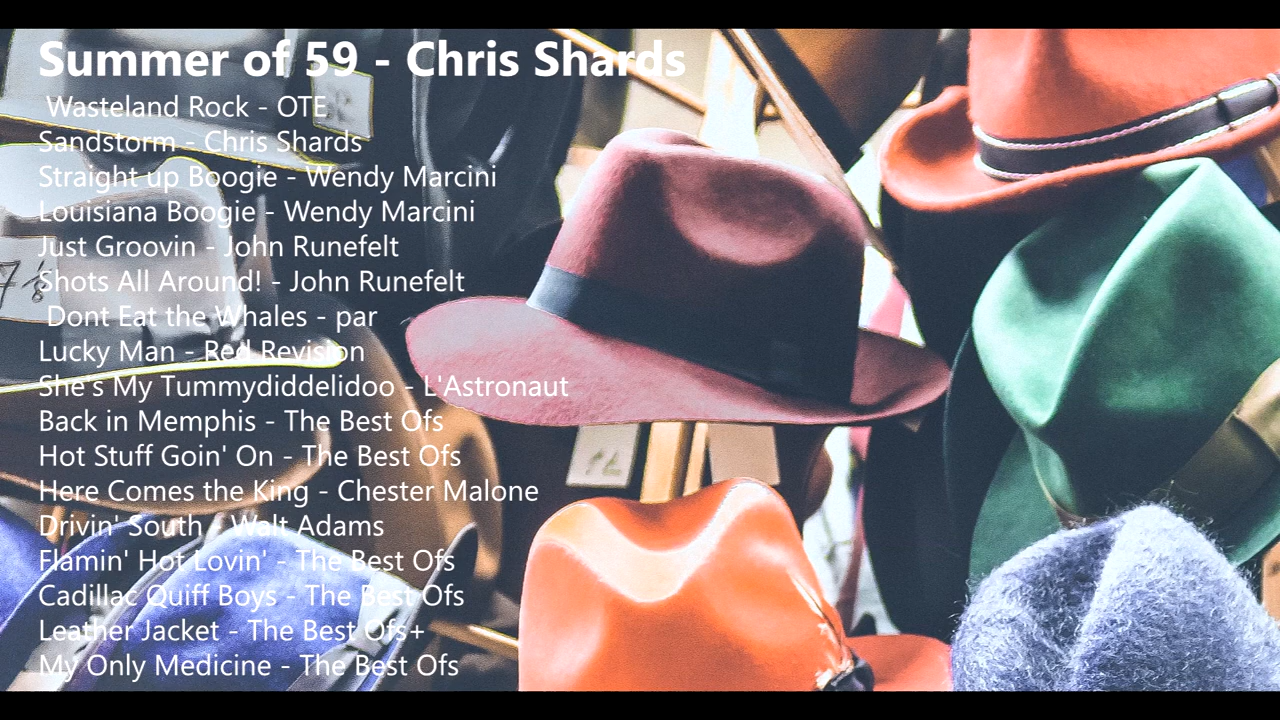 Summer of 59 - Chris Shards
Wasteland Rock - OTE
Sandstorm - Chris Shards
Straight up Boogie - Wendy Marcini
Louisiana Boogie - Wendy Marcini
Just Groovin - John Runefelt
Shots All Around! - John Runefelt
Dont Eat the Whales - par
Lucky Man - Red Revision
She's My Tummydiddelidoo - L'Astronaut
Back in Memphis - The Best Ofs
Hot Stuff Goin' On - The Best Ofs
Here Comes the King - Chester Malone
Drivin' South - Walt Adams
Flamin' Hot Lovin' - The Best Ofs
Cadillac Quiff Boys - The Best Ofs
Leather Jacket - The Best Ofs+
My Only Medicine - The Best Ofs
7⅛